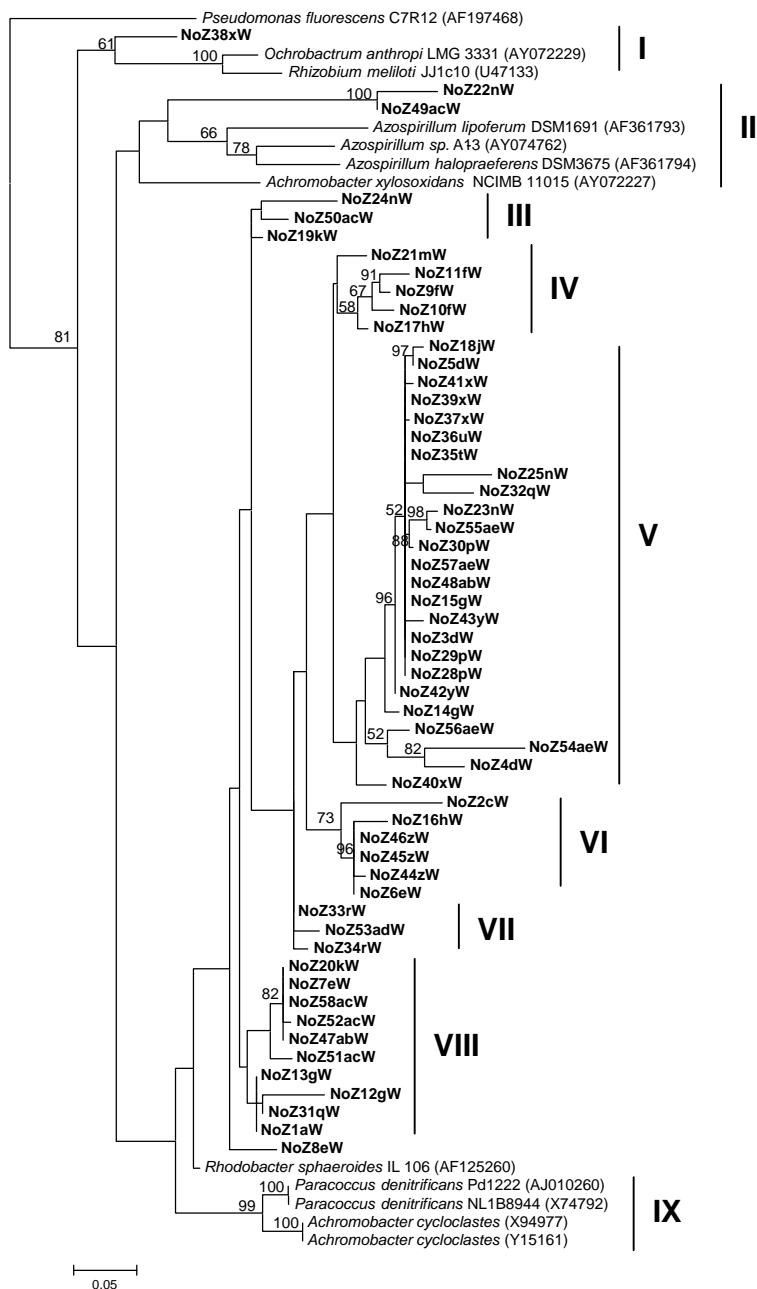 Pseudomonas fluorescens C7R12 (AF197468)
NoZ38xW
61
I
Ochrobactrum anthropi LMG 3331 (AY072229)
100
Rhizobium meliloti JJ1c10 (U47133)
NoZ22nW
100
NoZ49acW
II
Azospirillum lipoferum DSM1691 (AF361793)
66
Azospirillum sp. A13 (AY074762)
78
Azospirillum halopraeferens DSM3675 (AF361794)
Achromobacter xylosoxidans NCIMB 11015 (AY072227)
NoZ24nW
NoZ50acW
III
NoZ19kW
NoZ21mW
91
NoZ11fW
67
NoZ9fW
IV
58
NoZ10fW
NoZ17hW
81
97
NoZ18jW
NoZ5dW
NoZ41xW
NoZ39xW
NoZ37xW
NoZ36uW
NoZ35tW
NoZ25nW
NoZ32qW
52
98
NoZ23nW
NoZ55aeW
V
88
NoZ30pW
NoZ57aeW
NoZ48abW
96
NoZ15gW
NoZ43yW
NoZ3dW
NoZ29pW
NoZ28pW
NoZ42yW
NoZ14gW
52
NoZ56aeW
82
NoZ54aeW
NoZ4dW
NoZ40xW
NoZ2cW
73
NoZ16hW
NoZ46zW
VI
96
NoZ45zW
NoZ44zW
NoZ6eW
NoZ33rW
NoZ53adW
VII
NoZ34rW
NoZ20kW
NoZ7eW
82
NoZ58acW
NoZ52acW
NoZ47abW
VIII
NoZ51acW
NoZ13gW
NoZ12gW
NoZ31qW
NoZ1aW
NoZ8eW
Rhodobacter sphaeroides IL 106 (AF125260)
100
Paracoccus denitrificans Pd1222 (AJ010260)
99
Paracoccus denitrificans NL1B8944 (X74792)
IX
100
Achromobacter cycloclastes (X94977)
Achromobacter cycloclastes (Y15161)
0.05